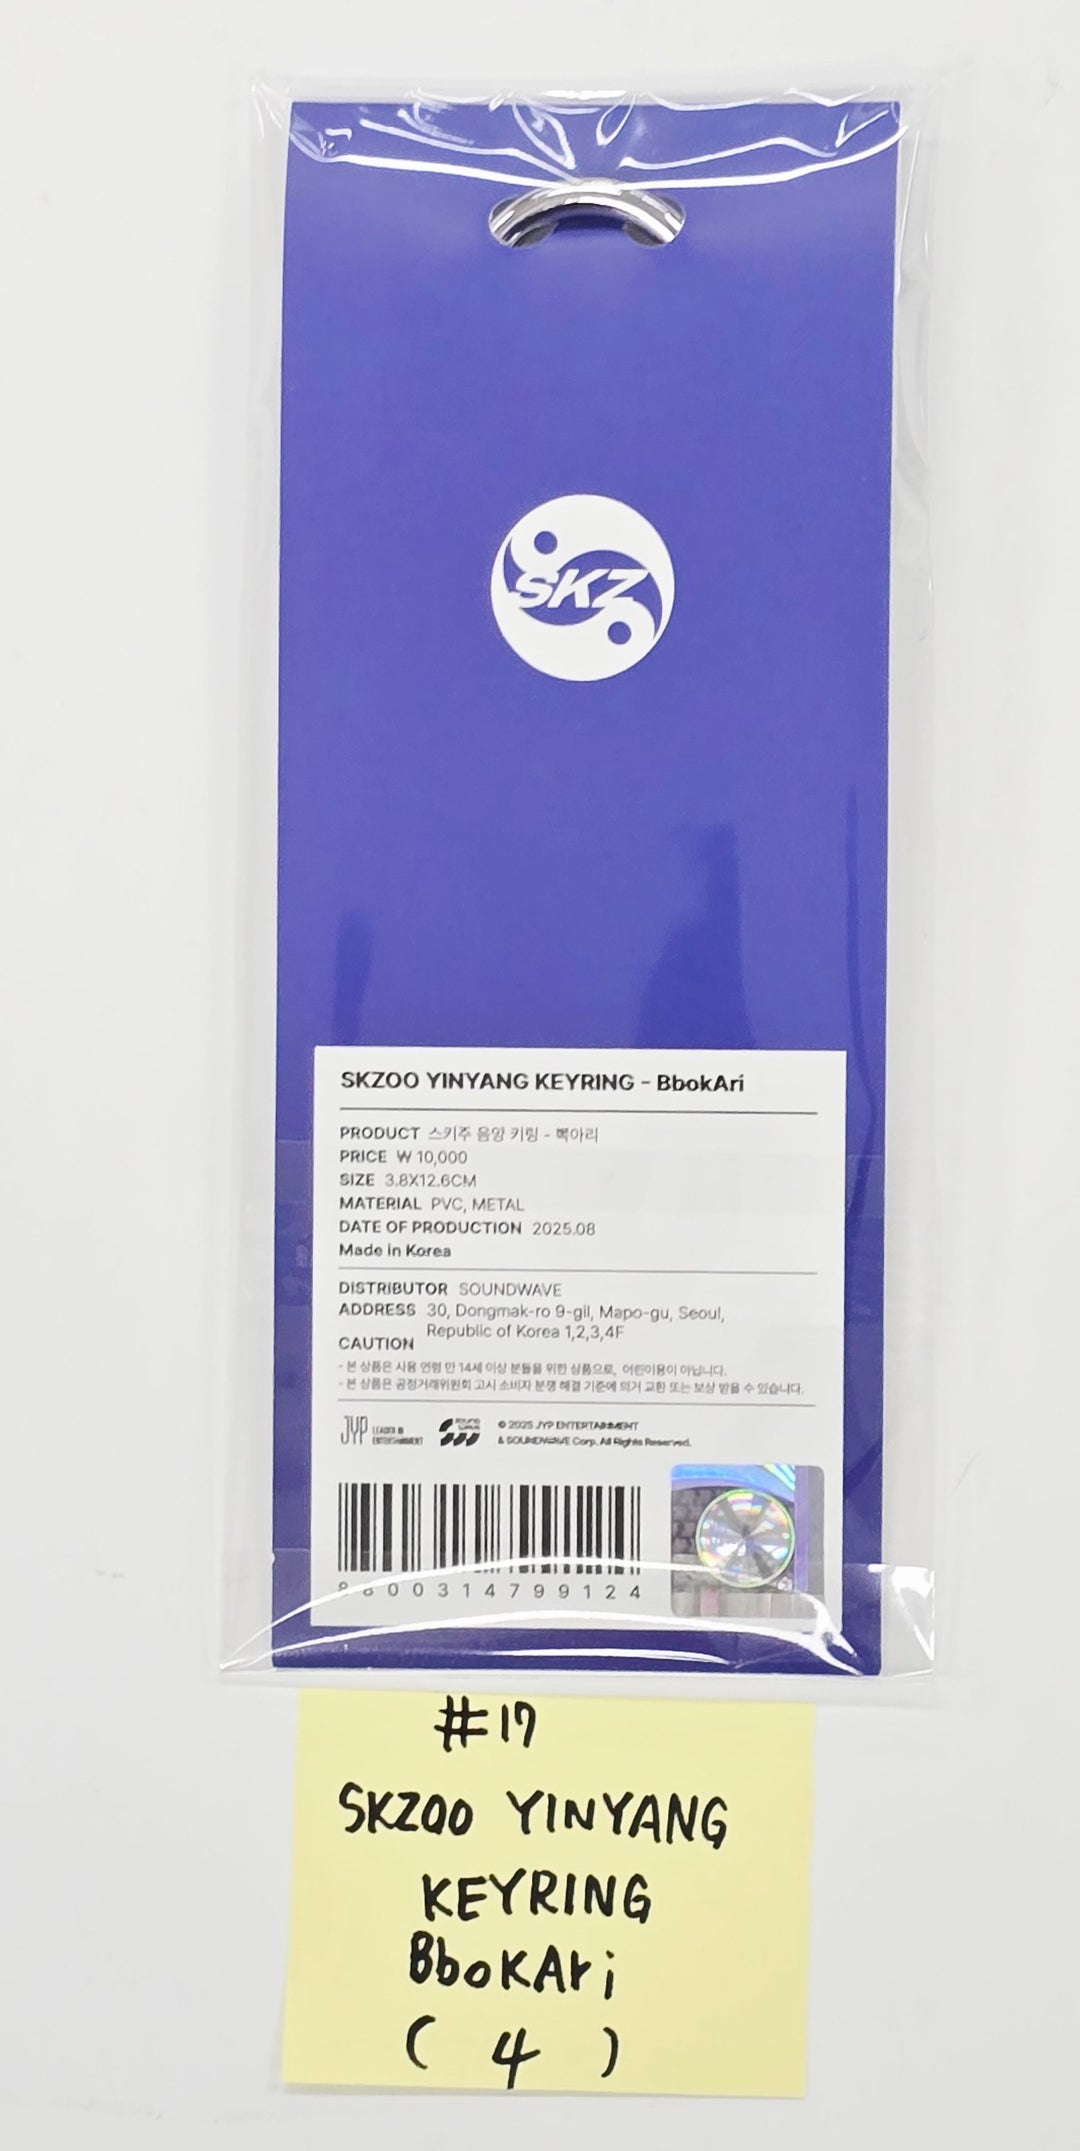 SKZ
SKZOO YINYANG KEYRING - BbokAri
PRODUCT 스키주 음양 키링 - 뽁아리
PRICE ₩ 10,000
SIZE 3.8X12.6CM
MATERIAL PVC, METAL
DATE OF PRODUCTION 2025.08
Made in Korea
DISTRIBUTOR SOUNDWAVE
ADDRESS 30, Dongmak-ro 9-gil, Mapo-gu, Seoul,
Republic of Korea 1,2,3,4F
CAUTION
- 본 상품은 사용 연령 만 14세 이상 분들을 위한 상품으로, 어린이용이 아닙니다.
- 본 상품은 공정거래위원회 고시 소비자 분쟁 해결 기준에 의거 교환 또는 보상 받을 수 있습니다.
JYP LEADER IN
ENTERTAINMENT
SOUND
WAVE
© 2025 JYP ENTERTAINMENT
& SOUNDWAVE Corp. All Rights Reserved.
8800314799124
#17
SKZOO YINYANG
KEYRING
BbokAri
( 4 )